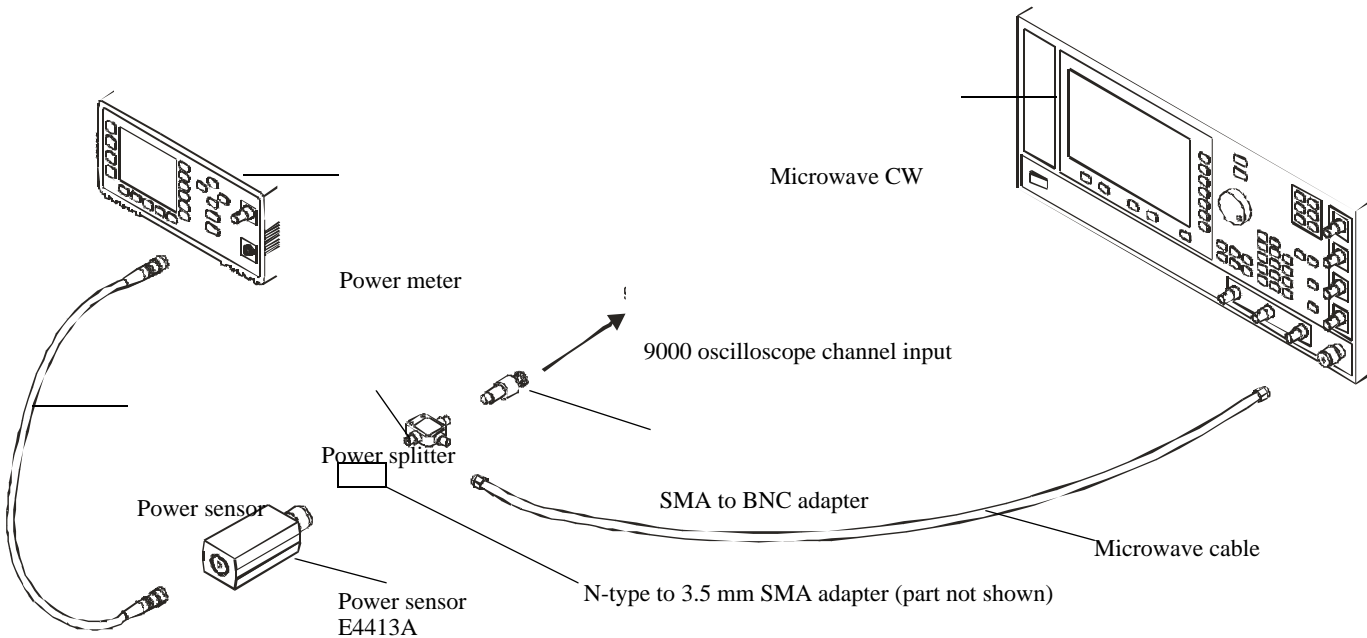 Microwave CW
Power meter
9000 oscilloscope channel input
Power splitter
SMA to BNC adapter
Power sensor
Microwave cable
N-type to 3.5 mm SMA adapter (part not shown)
Power sensor
E4413A